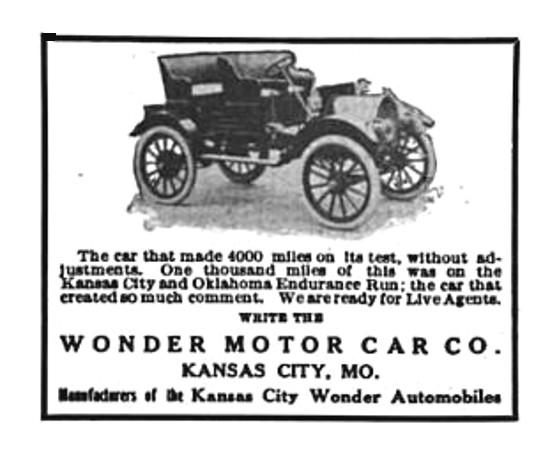 The car that made 4000 miles on its test, without ad-
justments. One thousand miles of this was on the
Kansas City and Oklahoma Endurance Run; the car that
created so much comment. We are ready for Live Agents.
WRITE THE
WONDER MOTOR CAR CO.
KANSAS CITY, MO.
Manufacturers of the Kansas City Wonder Automobiles